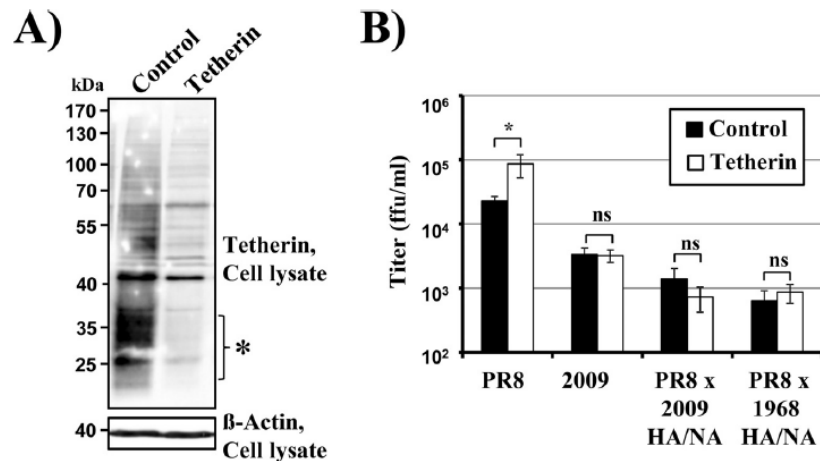 A)
Control
Tetherin
kDa
170
130
100
70
55
40
35
25
40
Tetherin,
Cell lysate
*
ß-Actin,
Cell lysate
B)
Titer (ffu/ml)
10⁶
10⁵
10⁴
10³
10²
Control
Tetherin
*
ns
ns
ns
PR8
2009
PR8 x
2009
HA/NA
PR8 x
1968
HA/NA